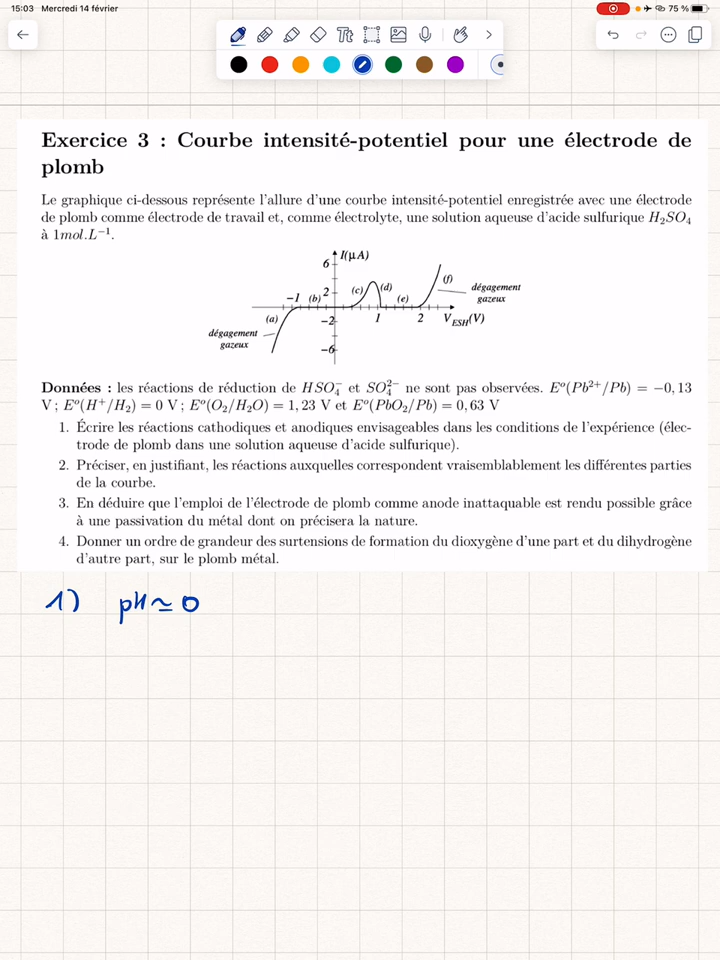 15:03 Mercredi 14 février
75 %
Exercice 3 : Courbe intensité-potentiel pour une électrode de
plomb
Le graphique ci-dessous représente l'allure d'une courbe intensité-potentiel enregistrée avec une électrode
de plomb comme électrode de travail et, comme électrolyte, une solution aqueuse d'acide sulfurique H₂SO₄
à 1mol.L⁻¹.
I(μA)
6
2
-1
(b)
(c)
(d)
(e)
(f)
dégagement
gazeux
(a)
-2
1
2
V_ESH(V)
dégagement
gazeux
-6
Données : les réactions de réduction de HSO₄⁻ et SO₄²⁻ ne sont pas observées. Eᵒ(Pb²⁺/Pb) = −0, 13
V ; Eᵒ(H⁺/H₂) = 0 V ; Eᵒ(O₂/H₂O) = 1, 23 V et Eᵒ(PbO₂/Pb) = 0, 63 V
1. Écrire les réactions cathodiques et anodiques envisageables dans les conditions de l'expérience (élec-
trode de plomb dans une solution aqueuse d'acide sulfurique).
2. Préciser, en justifiant, les réactions auxquelles correspondent vraisemblablement les différentes parties
de la courbe.
3. En déduire que l'emploi de l'électrode de plomb comme anode inattaquable est rendu possible grâce
à une passivation du métal dont on précisera la nature.
4. Donner un ordre de grandeur des surtensions de formation du dioxygène d'une part et du dihydrogène
d'autre part, sur le plomb métal.
1) pH ≃ 0